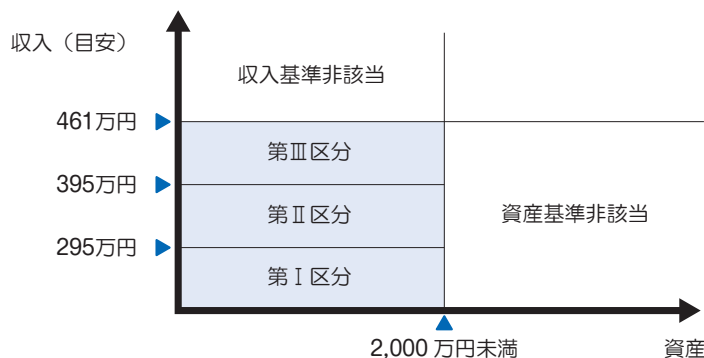 収入（目安）
収入基準非該当
461万円
第Ⅲ区分
395万円
第Ⅱ区分
資産基準非該当
295万円
第Ⅰ区分
2,000 万円未満
資産